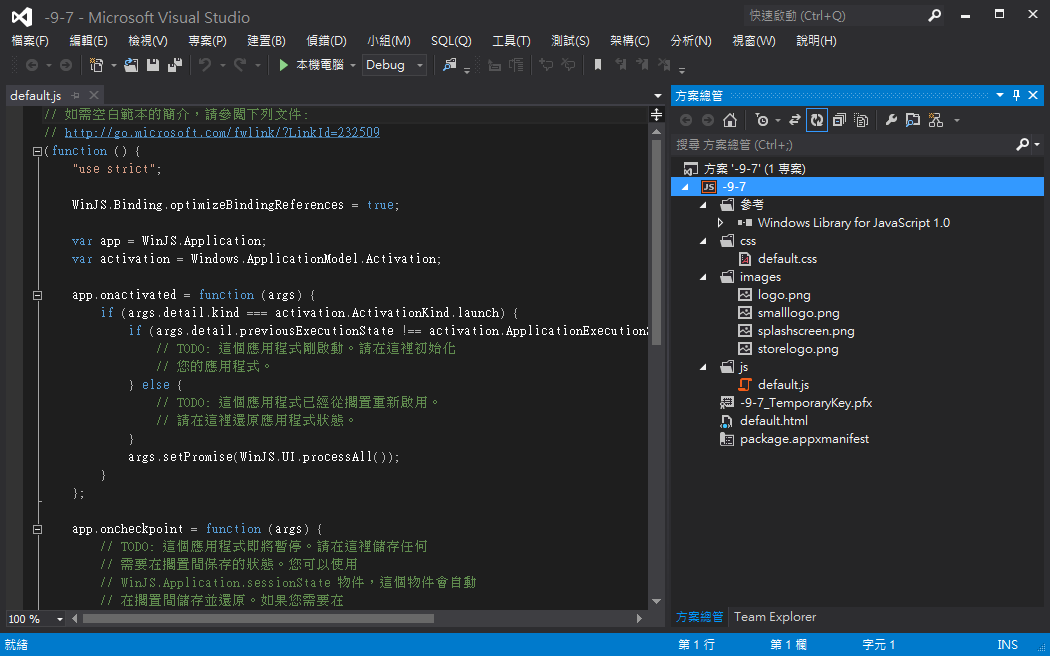 -9-7 - Microsoft Visual Studio
快速啟動 (Ctrl+Q)
檔案(F) 編輯(E) 檢視(V) 專案(P) 建置(B) 偵錯(D) 小組(M) SQL(Q) 工具(T) 測試(S) 架構(C) 分析(N) 視窗(W) 說明(H)
本機電腦 Debug
default.js
// 如需空白範本的簡介，請參閱下列文件:
// http://go.microsoft.com/fwlink/?LinkId=232509
(function () {
"use strict";
WinJS.Binding.optimizeBindingReferences = true;
var app = WinJS.Application;
var activation = Windows.ApplicationModel.Activation;
app.onactivated = function (args) {
if (args.detail.kind === activation.ActivationKind.launch) {
if (args.detail.previousExecutionState !== activation.ApplicationExecution
// TODO: 這個應用程式剛啟動。請在這裡初始化
// 您的應用程式。
} else {
// TODO: 這個應用程式已經從擱置重新啟用。
// 請在這裡還原應用程式狀態。
}
args.setPromise(WinJS.UI.processAll());
}
};
app.oncheckpoint = function (args) {
// TODO: 這個應用程式即將暫停。請在這裡儲存任何
// 需要在擱置間保存的狀態。您可以使用
// WinJS.Application.sessionState 物件，這個物件會自動
// 在擱置間儲存並還原。如果您需要在
100 %
方案總管
搜尋 方案總管 (Ctrl+;)
方案 '-9-7' (1 專案)
JS -9-7
參考
Windows Library for JavaScript 1.0
css
default.css
images
logo.png
smalllogo.png
splashscreen.png
storelogo.png
js
default.js
-9-7_TemporaryKey.pfx
default.html
package.appxmanifest
方案總管 Team Explorer
就緒 第 1 行 第 1 欄 字元 1 INS